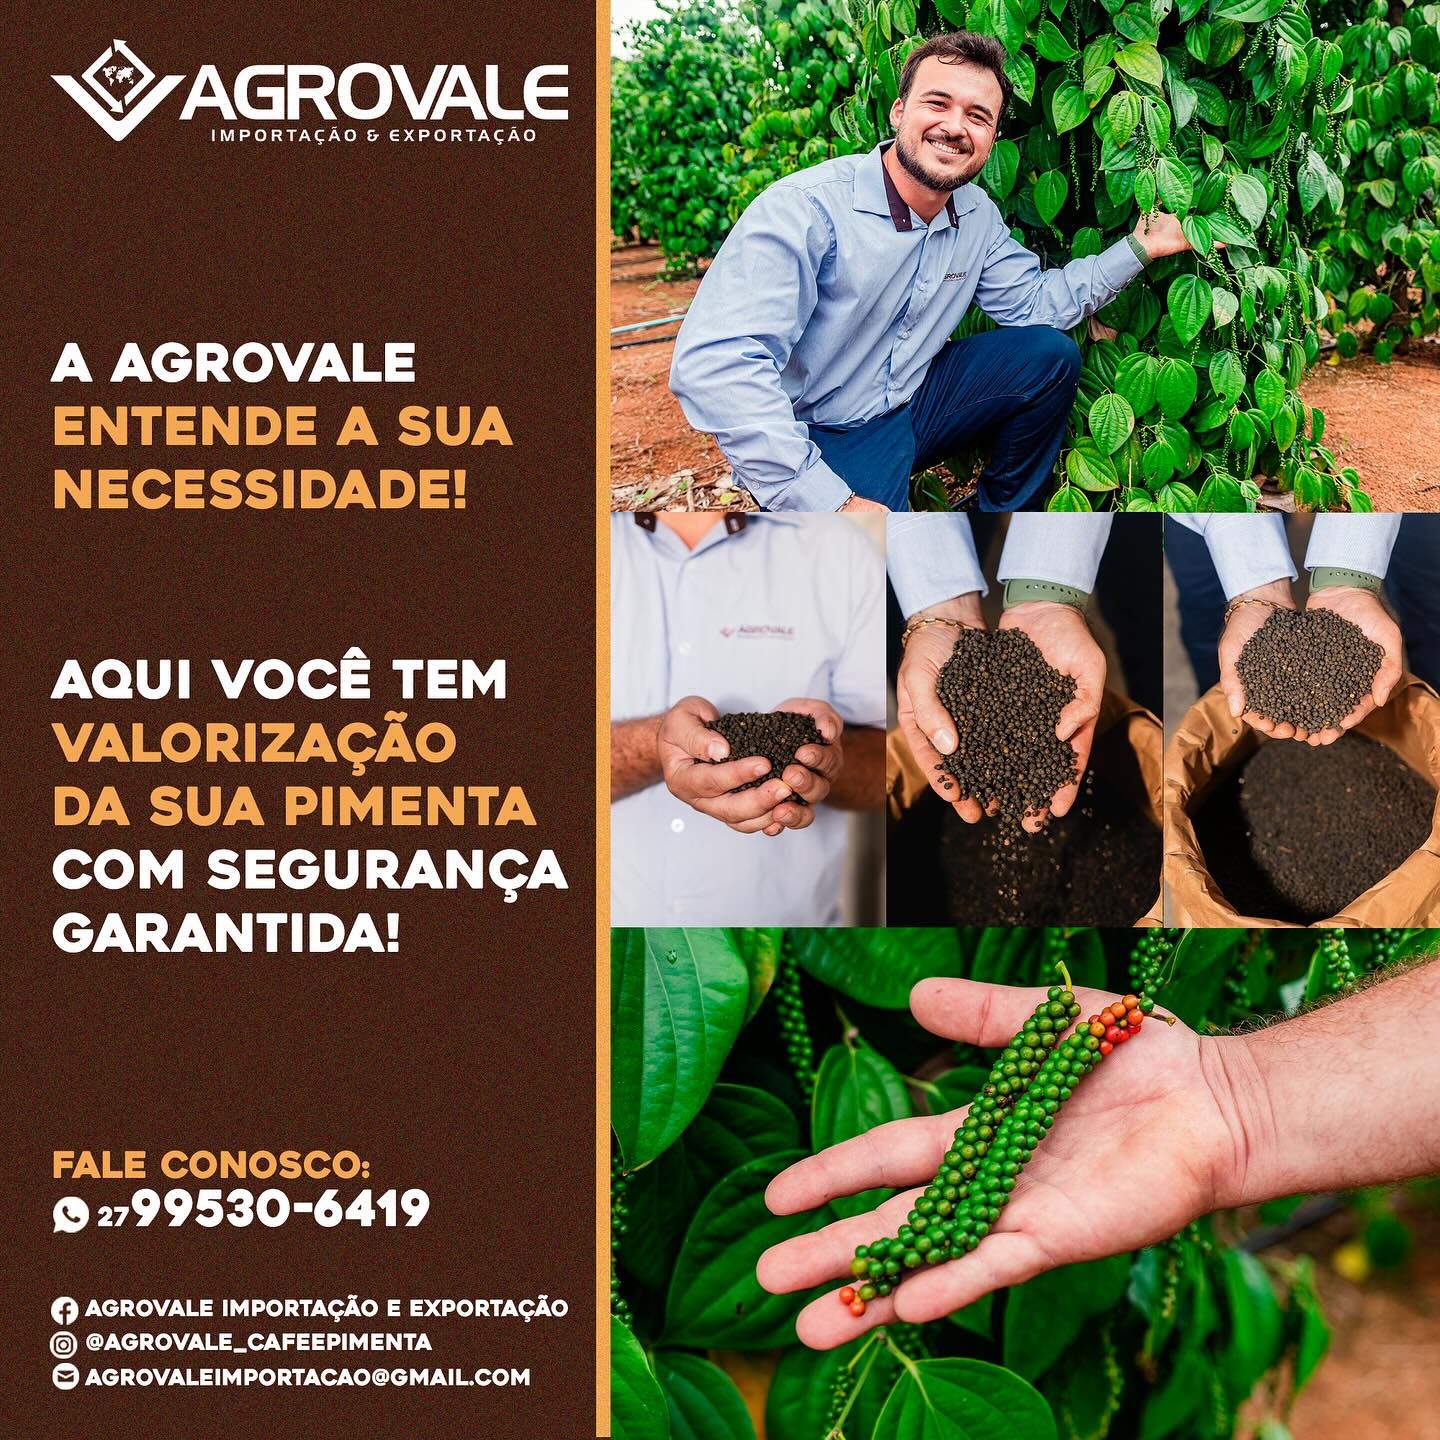 AGROVALE
IMPORTAÇÃO & EXPORTAÇÃO
A AGROVALE
ENTENDE A SUA
NECESSIDADE!
AQUI VOCÊ TEM
VALORIZAÇÃO
DA SUA PIMENTA
COM SEGURANÇA
GARANTIDA!
FALE CONOSCO:
27 99530-6419
AGROVALE IMPORTAÇÃO E EXPORTAÇÃO
@AGROVALE_CAFEEPIMENTA
AGROVALEIMPORTACAO@GMAIL.COM
AGROVALE